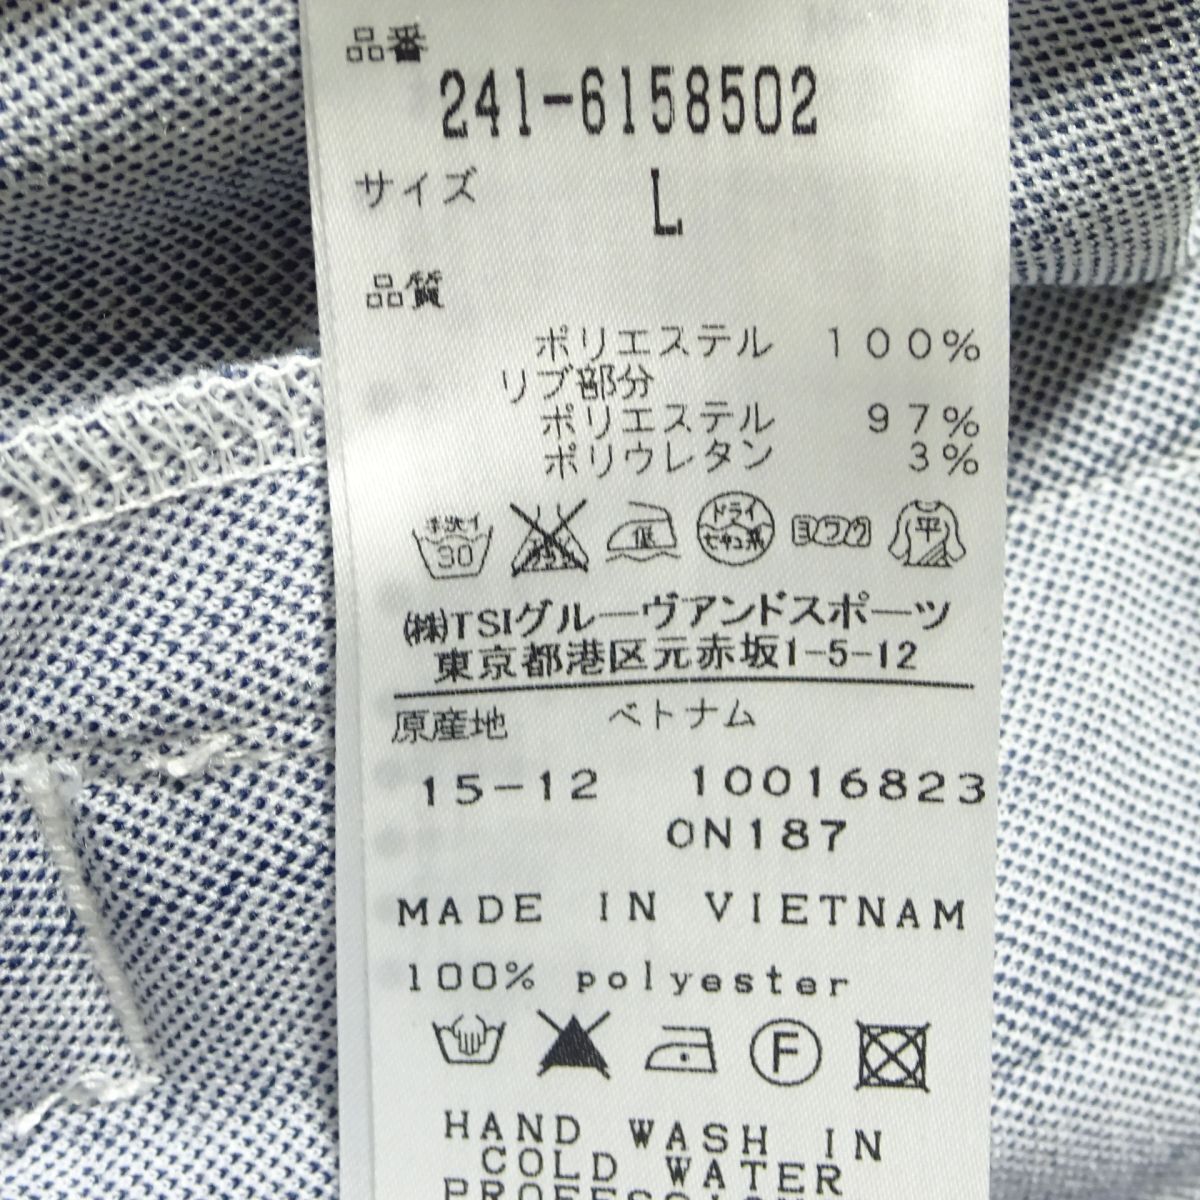 品番
241-6158502
サイズ L
品質
ポリエステル 100%
リブ部分
ポリエステル 97%
ポリウレタン 3%
手洗イ 30 低 ドライ セキユ系 ヨワク 平
㈱TSIグルーヴアンドスポーツ
東京都港区元赤坂1-5-12
原産地 ベトナム
15-12 10016823
ON187
MADE IN VIETNAM
100% polyester
F
HAND WASH IN
COLD WATER